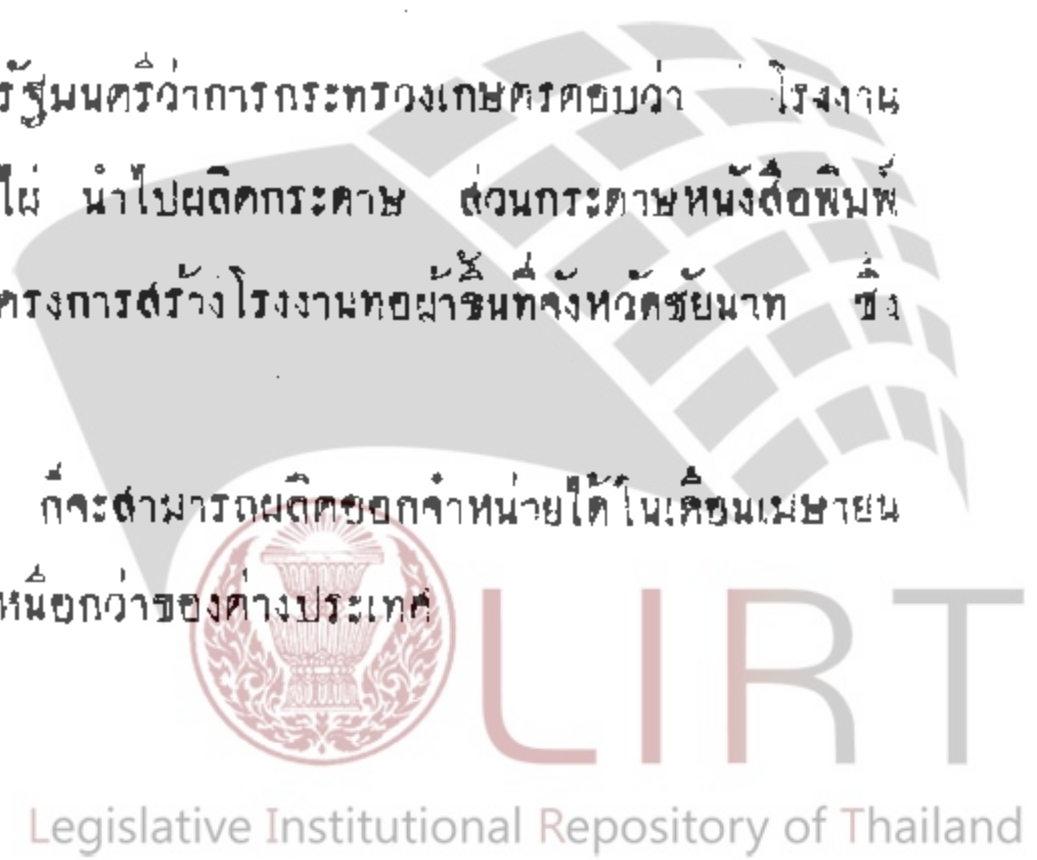 รัฐมนตรีว่าการกระทรวงเกษตรตอบว่า โรงงาน
ไผ่ นำไปผลิตกระดาษ ส่วนกระดาษหนังสือพิมพ์
ครงการสร้างโรงงานทอผ้าขึ้นที่จังหวัดชัยนาท ซึ่ง
ก็จะสามารถผลิตออกจำหน่ายได้ในเดือนเมษายน
หนือกว่าของต่างประเทศ
LIRT
Legislative Institutional Repository of Thailand